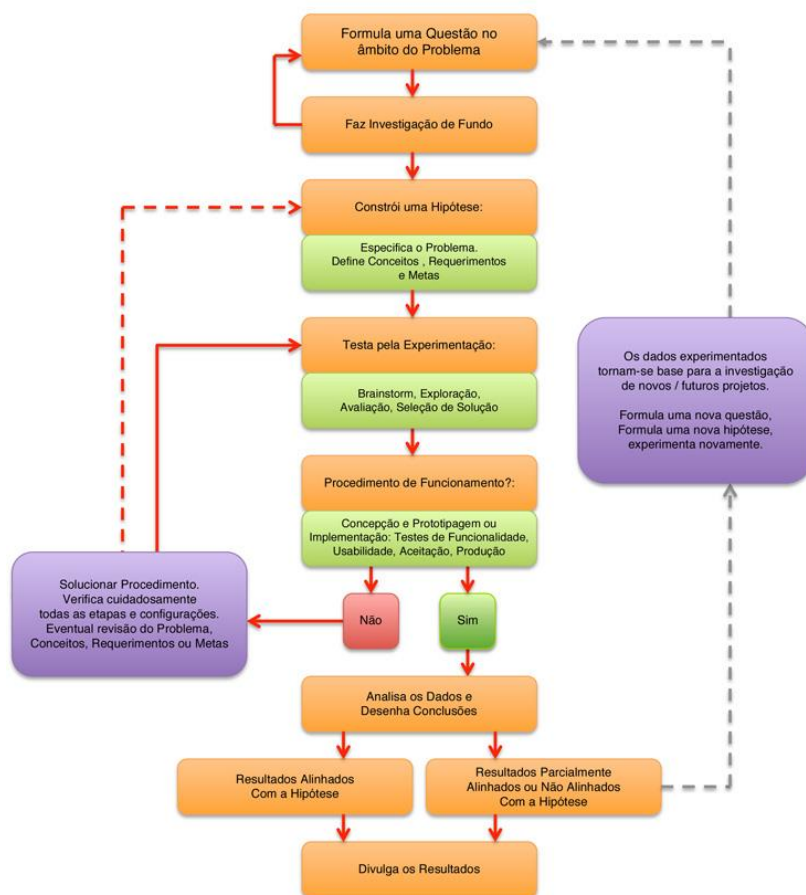 Formula uma Questão no
âmbito do Problema
Faz Investigação de Fundo
Constrói uma Hipótese:
Especifica o Problema.
Define Conceitos , Requerimentos
e Metas
Testa pela Experimentação:
Brainstorm, Exploração,
Avaliação, Seleção de Solução
Os dados experimentados
tornam-se base para a investigação
de novos / futuros projetos.
Formula uma nova questão,
Formula uma nova hipótese,
experimenta novamente.
Procedimento de Funcionamento?:
Concepção e Prototipagem ou
Implementação: Testes de Funcionalidade,
Usabilidade, Aceitação, Produção
Solucionar Procedimento.
Verifica cuidadosamente
todas as etapas e configurações.
Eventual revisão do Problema,
Conceitos, Requerimentos ou Metas
Não
Sim
Analisa os Dados e
Desenha Conclusões
Resultados Alinhados
Com a Hipótese
Resultados Parcialmente
Alinhados ou Não Alinhados
Com a Hipótese
Divulga os Resultados